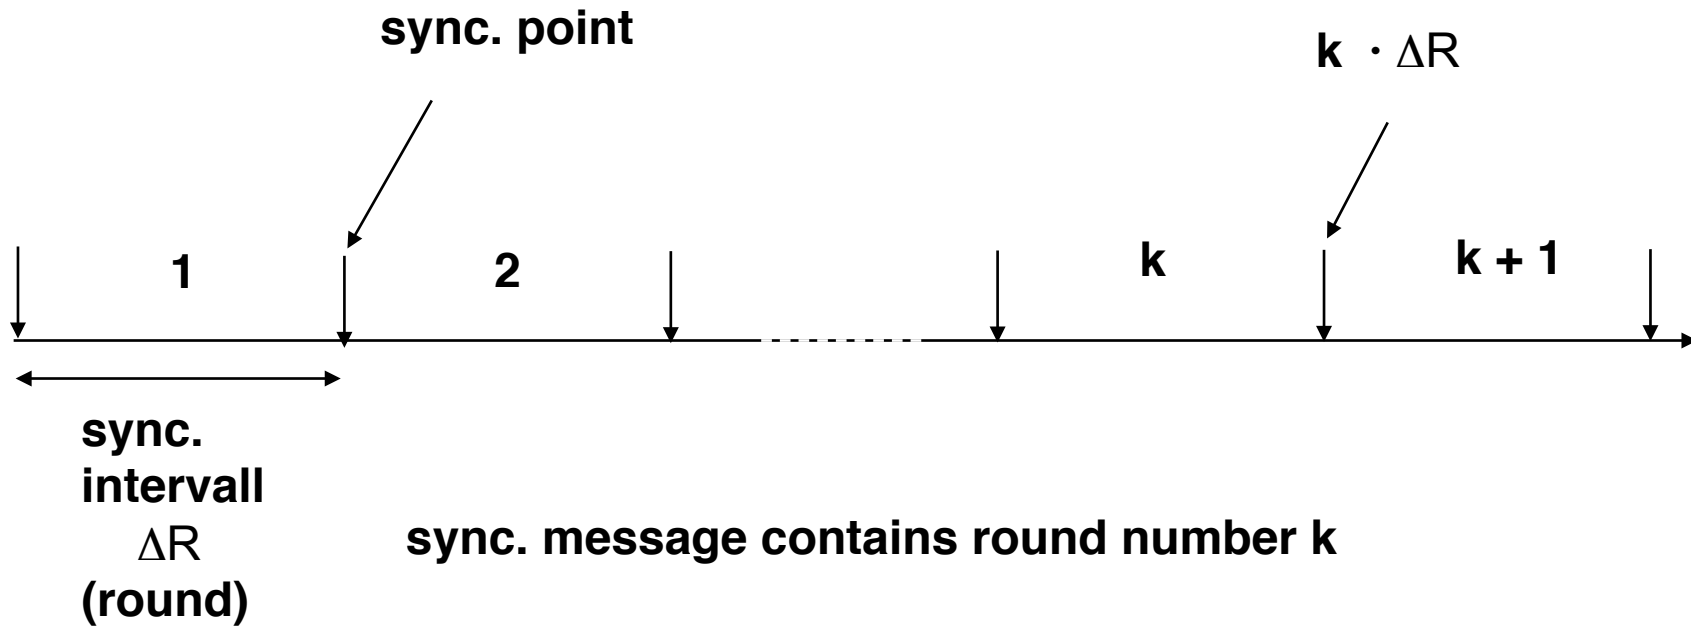 sync. point
k · ΔR
1
2
k
k + 1
sync.
intervall
ΔR
(round)
sync. message contains round number k